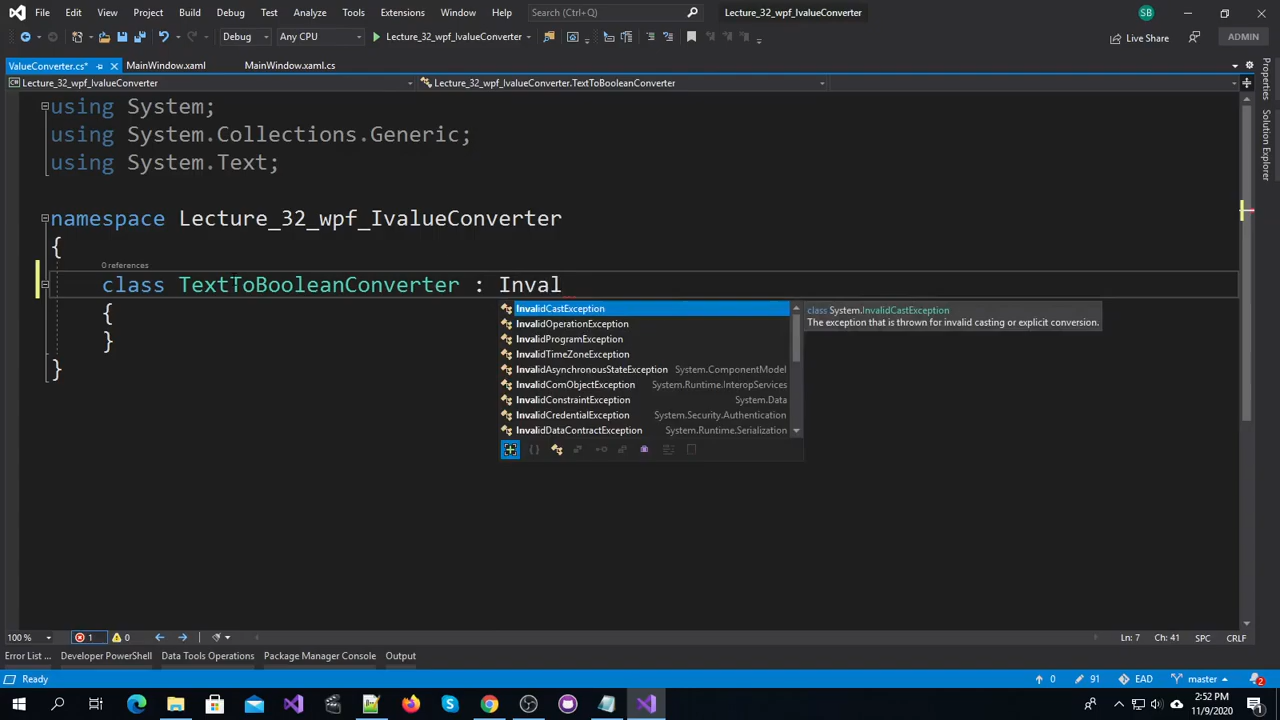 File Edit View Project Build Debug Test Analyze Tools Extensions Window Help Search (Ctrl+Q) Lecture_32_wpf_IvalueConverter SB
Debug Any CPU Lecture_32_wpf_IvalueConverter Live Share ADMIN
ValueConverter.cs* MainWindow.xaml MainWindow.xaml.cs
Lecture_32_wpf_IvalueConverter Lecture_32_wpf_IvalueConverter.TextToBooleanConverter
Properties
Solution Explorer
using System;
using System.Collections.Generic;
using System.Text;
namespace Lecture_32_wpf_IvalueConverter
{
0 references
class TextToBooleanConverter : Inval
{
}
}
InvalidCastException
InvalidOperationException
InvalidProgramException
InvalidTimeZoneException
InvalidAsynchronousStateException System.ComponentModel
InvalidComObjectException System.Runtime.InteropServices
InvalidConstraintException System.Data
InvalidCredentialException System.Security.Authentication
InvalidDataContractException System.Runtime.Serialization
class System.InvalidCastException
The exception that is thrown for invalid casting or explicit conversion.
100 % 1 0 Ln: 7 Ch: 41 SPC CRLF
Error List ... Developer PowerShell Data Tools Operations Package Manager Console Output
Ready 0 91 EAD master 2
2:52 PM
11/9/2020